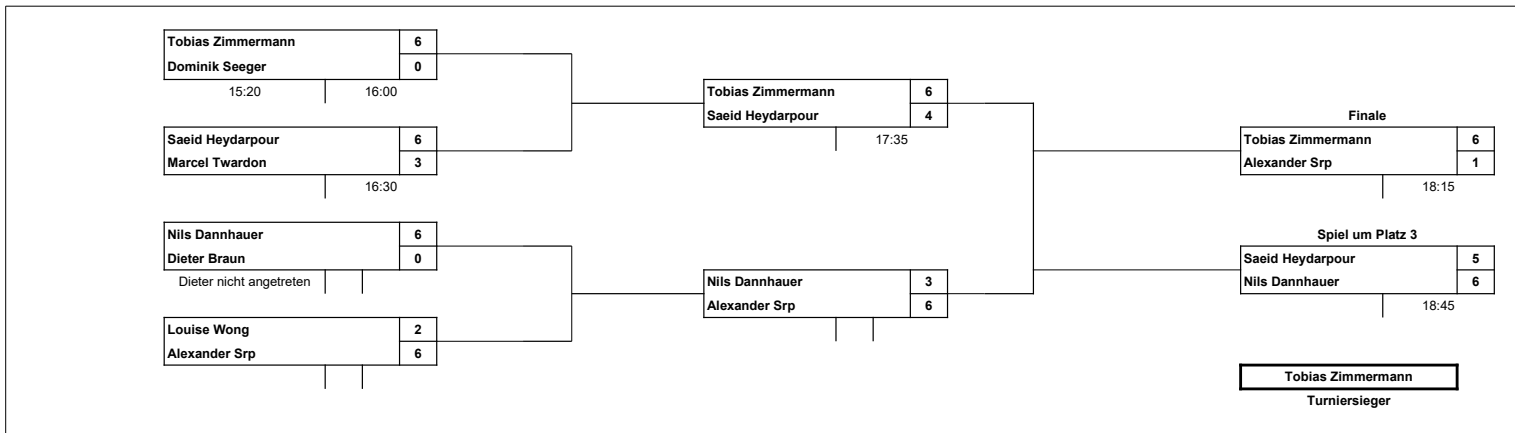 Tobias Zimmermann 6
Dominik Seeger 0
15:20 16:00
Saeid Heydarpour 6
Marcel Twardon 3
16:30
Nils Dannhauer 6
Dieter Braun 0
Dieter nicht angetreten
Louise Wong 2
Alexander Srp 6
Tobias Zimmermann 6
Saeid Heydarpour 4
17:35
Nils Dannhauer 3
Alexander Srp 6
Finale
Tobias Zimmermann 6
Alexander Srp 1
18:15
Spiel um Platz 3
Saeid Heydarpour 5
Nils Dannhauer 6
18:45
Tobias Zimmermann
Turniersieger